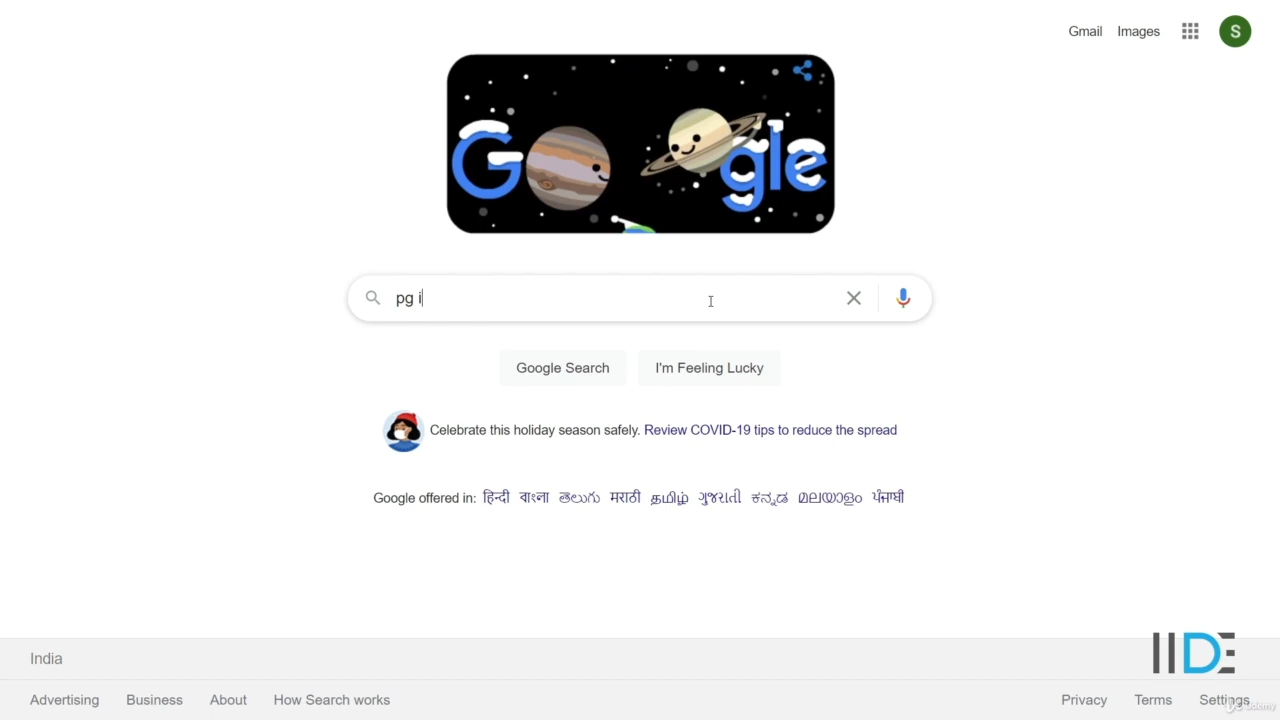 Gmail Images S
Google
pg i
Google Search I'm Feeling Lucky
Celebrate this holiday season safely. Review COVID-19 tips to reduce the spread
Google offered in: हिन्दी বাংলা తెలుగు मराठी தமிழ் ગુજરાતી ಕನ್ನಡ മലയാളം ਪੰਜਾਬੀ
India
IIDE
Advertising Business About How Search works Privacy Terms Settings
Udemy